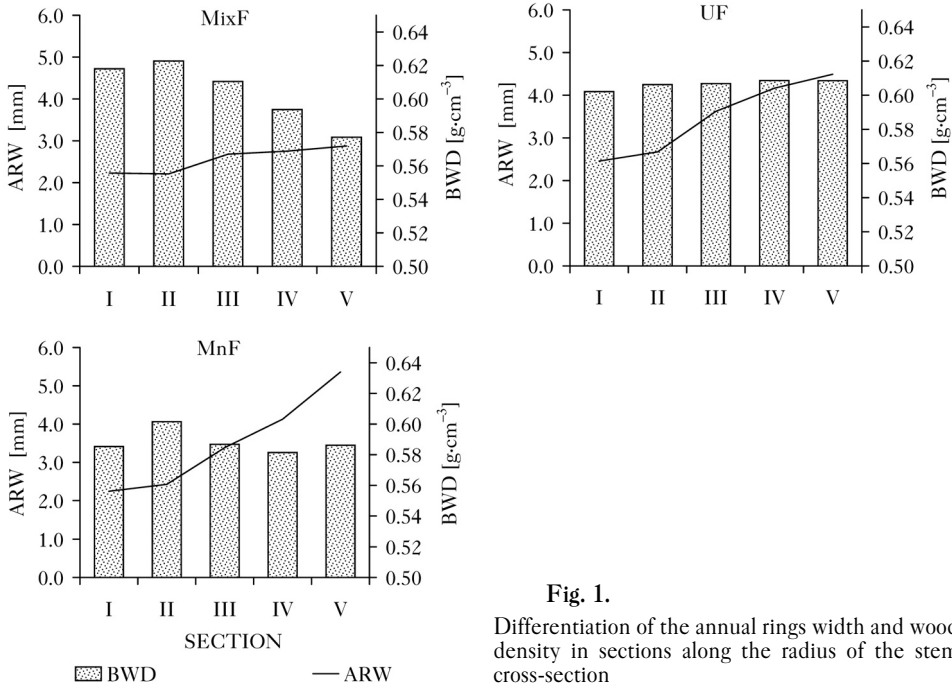 MixF
6.0
5.0
4.0
3.0
2.0
1.0
0.0
ARW [mm]
0.64
0.62
0.60
0.58
0.56
0.54
0.52
0.50
BWD [g·cm⁻³]
I II III IV V
UF
6.0
5.0
4.0
3.0
2.0
1.0
0.0
ARW [mm]
0.64
0.62
0.60
0.58
0.56
0.54
0.52
0.50
BWD [g·cm⁻³]
I II III IV V
MnF
6.0
5.0
4.0
3.0
2.0
1.0
0.0
ARW [mm]
0.64
0.62
0.60
0.58
0.56
0.54
0.52
0.50
BWD [g·cm⁻³]
I II III IV V
SECTION
BWD ARW
Fig. 1.
Differentiation of the annual rings width and wood
density in sections along the radius of the stem
cross-section